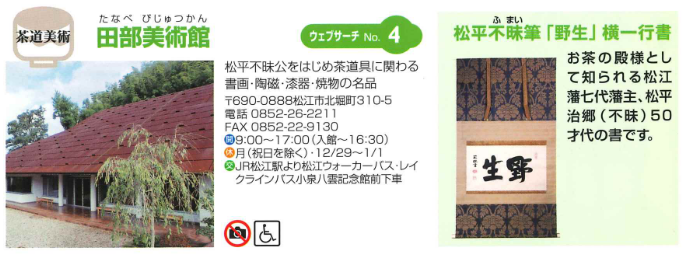 茶道美術
たなべ びじゅつかん
田部美術館
ウェブサーチ No. 4
松平不昧公をはじめ茶道具に関わる
書画・陶磁・漆器・焼物の名品
〒690-0888松江市北堀町310-5
電話 0852-26-2211
FAX 0852-22-9130
開9:00～17:00(入館～16:30)
休月(祝日を除く)・12/29～1/1
交JR松江駅より松江ウォーカーバス・レイ
クラインバス小泉八雲記念館前下車
ふ まい
松平不昧筆「野生」横一行書
お茶の殿様とし
て知られる松江
藩七代藩主、松平
治郷(不昧)50
才代の書です。
野生